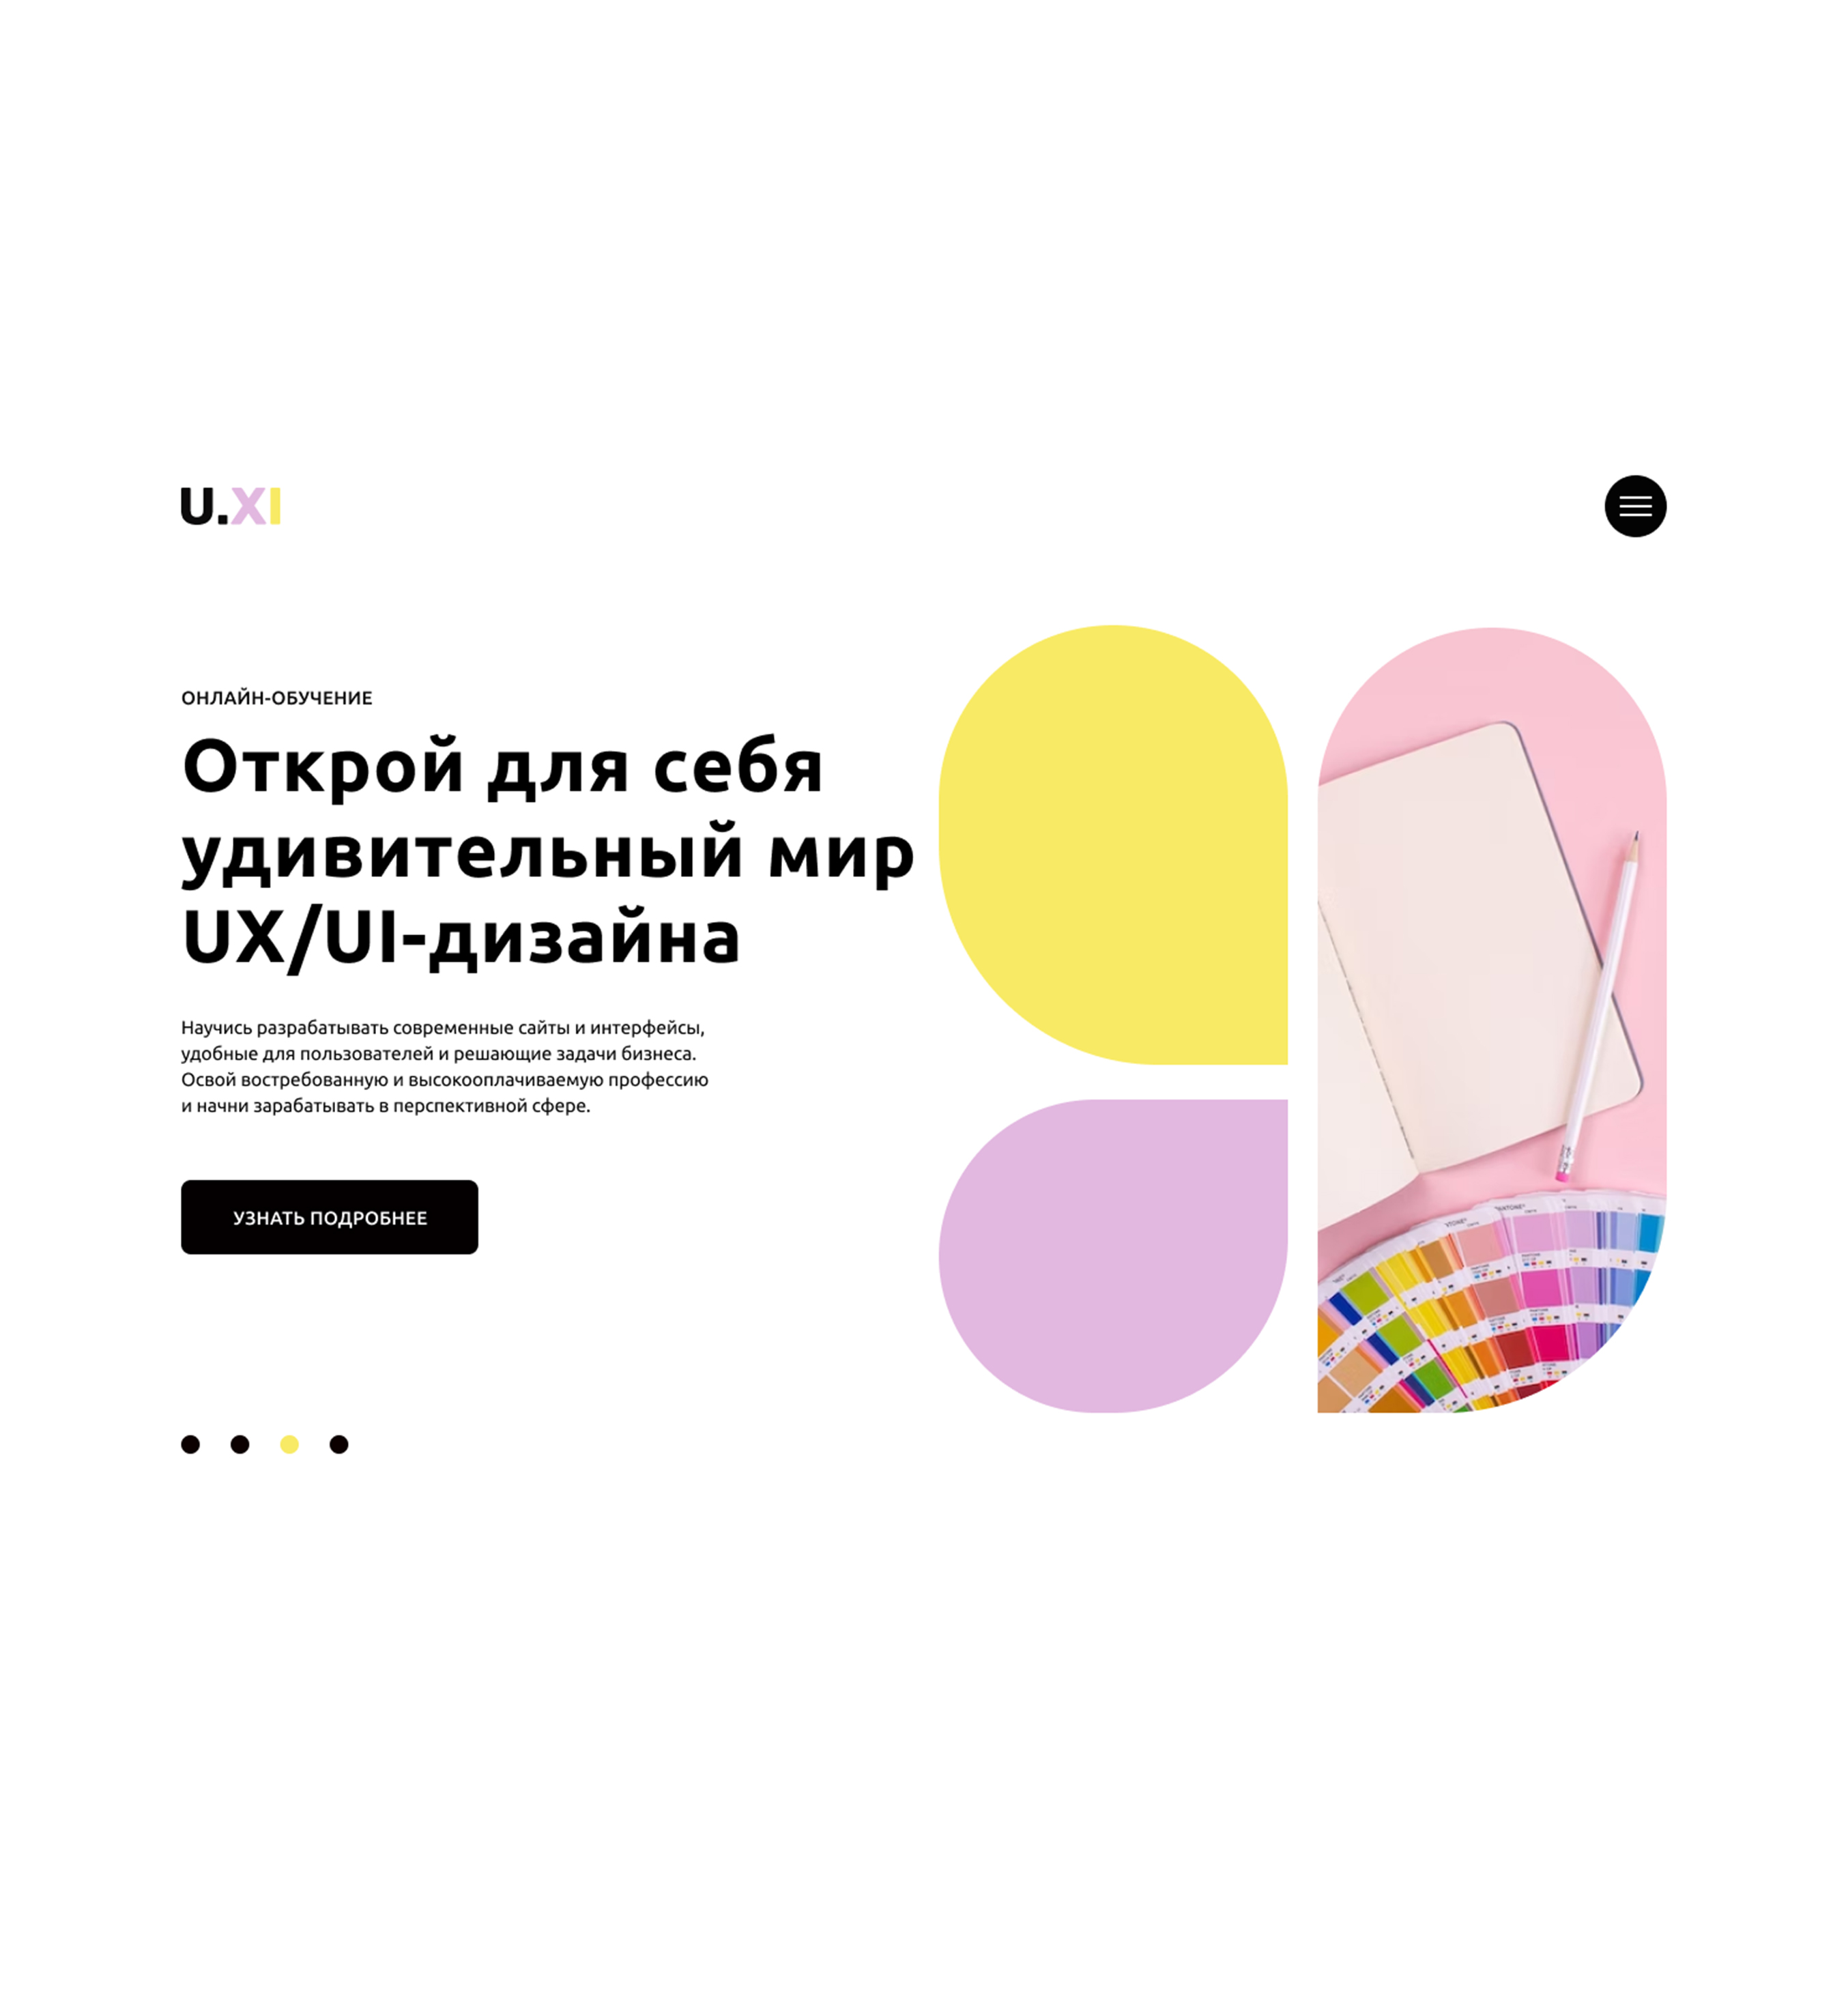 U.XI
ОНЛАЙН-ОБУЧЕНИЕ
Открой для себя
удивительный мир
UX/UI-дизайна
Научись разрабатывать современные сайты и интерфейсы,
удобные для пользователей и решающие задачи бизнеса.
Освой востребованную и высокооплачиваемую профессию
и начни зарабатывать в перспективной сфере.
УЗНАТЬ ПОДРОБНЕЕ